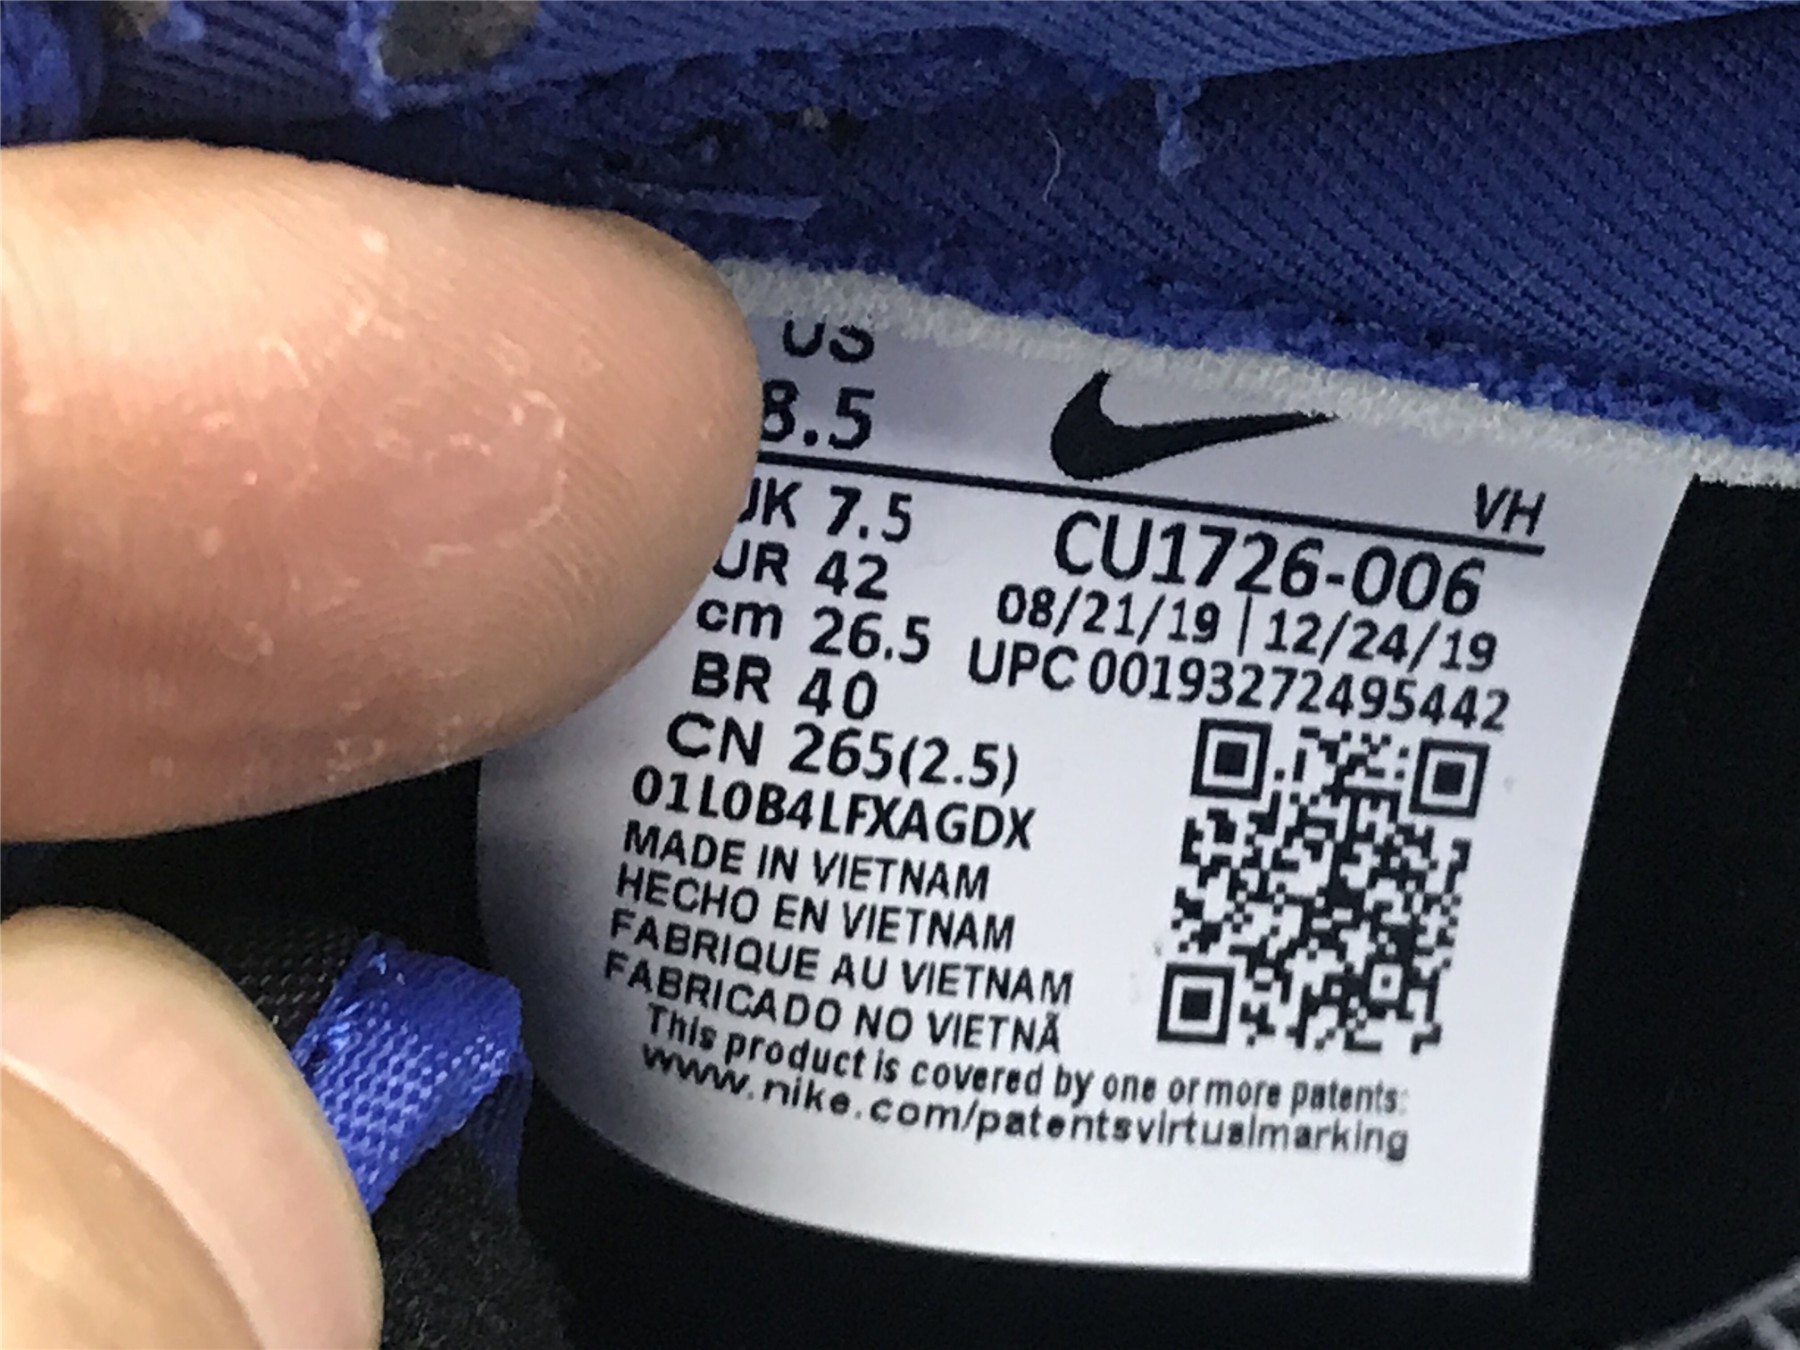 US
8.5
VH
UK 7.5
CU1726-006
UR 42
08/21/19 | 12/24/19
cm 26.5
UPC 00193272495442
BR 40
CN 265(2.5)
01L0B4LFXAGDX
MADE IN VIETNAM
HECHO EN VIETNAM
FABRIQUE AU VIETNAM
FABRICADO NO VIETNÃ
This product is covered by one or more patents:
www.nike.com/patentsvirtualmarking